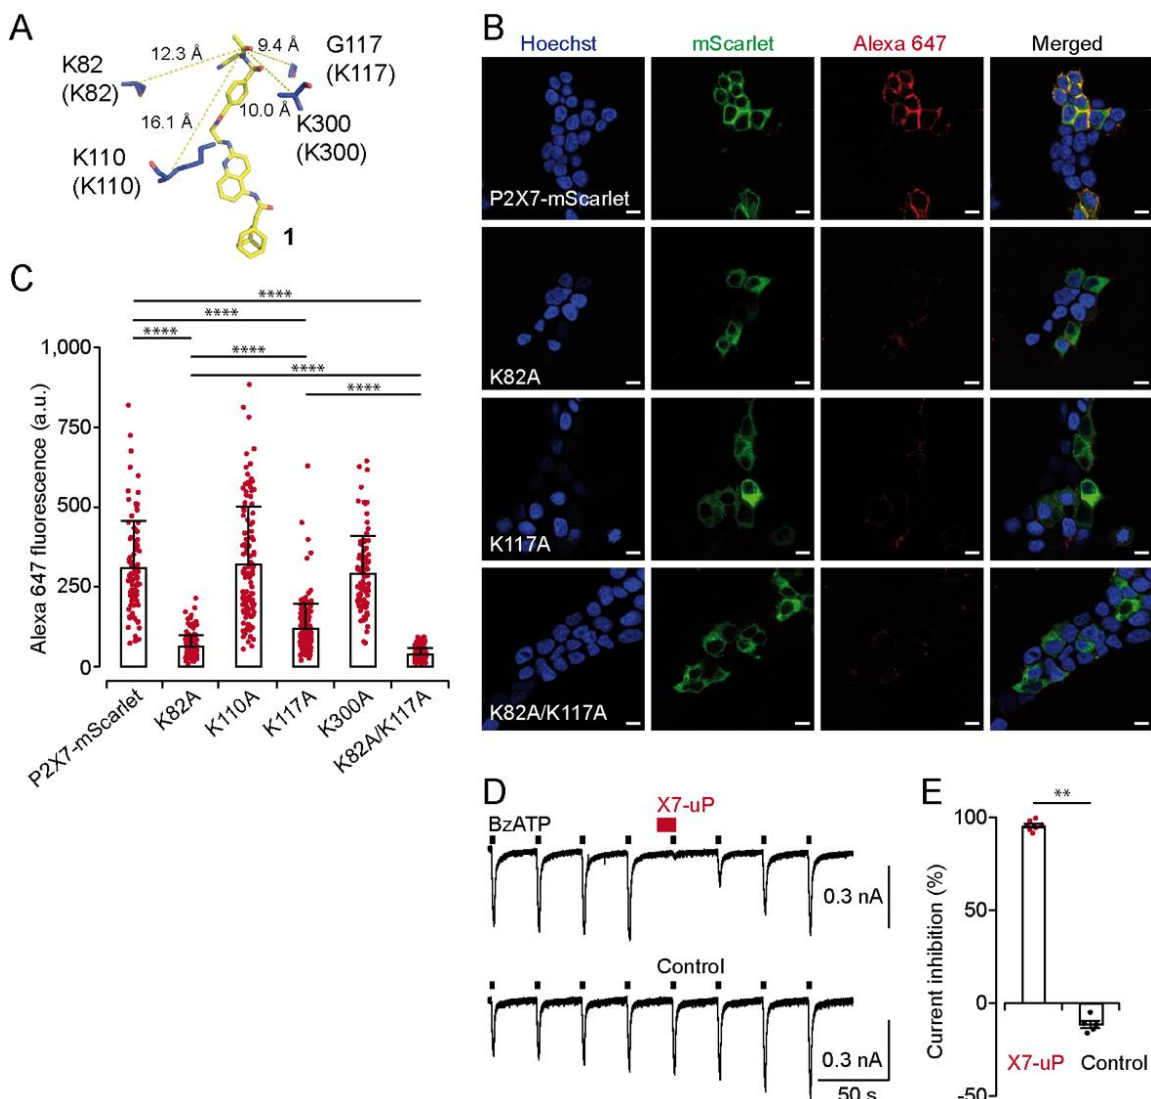 A
K82
(K82)
12.3 Å
9.4 Å
G117
(K117)
16.1 Å
10.0 Å
K300
(K300)
K110
(K110)
1
B
Hoechst
mScarlet
Alexa 647
Merged
P2X7-mScarlet
K82A
K117A
K82A/K117A
C
****
****
****
****
****
****
Alexa 647 fluorescence (a.u.)
1,000
750
500
250
0
P2X7-mScarlet
K82A
K110A
K117A
K300A
K82A/K117A
D
X7-uP
BzATP
0.3 nA
Control
0.3 nA
50 s
E
**
Current inhibition (%)
100
-50
0
-50
X7-uP
Control